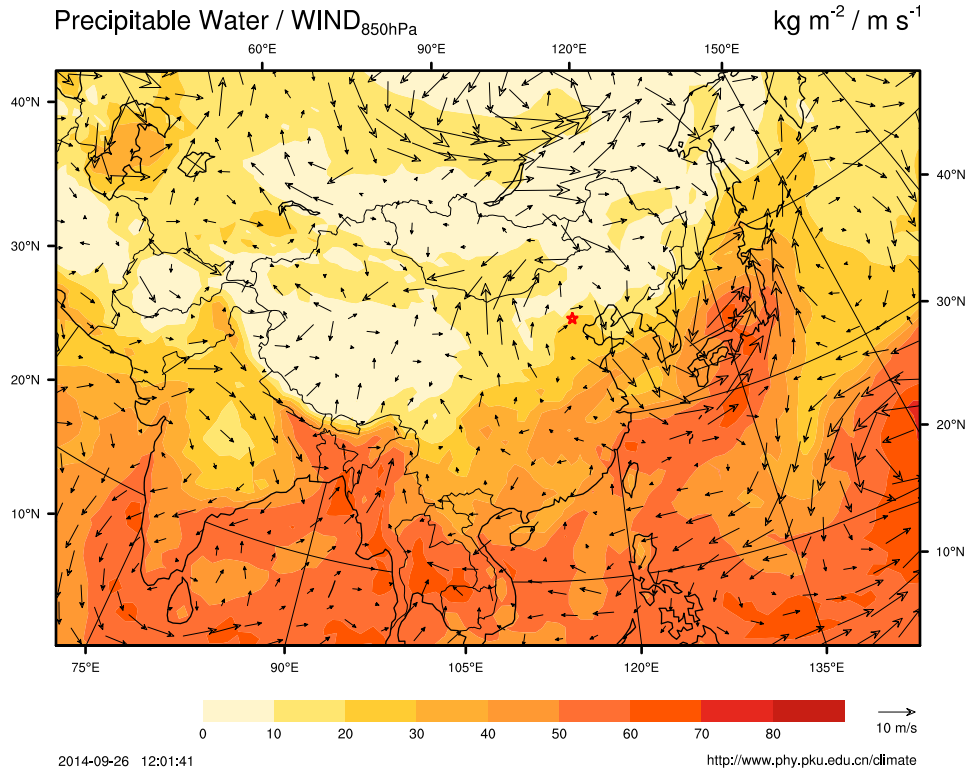 Precipitable Water / WIND850hPa
kg m-2 / m s-1
60°E 90°E 120°E 150°E
40°N
30°N
20°N
10°N
40°N
30°N
20°N
10°N
75°E 90°E 105°E 120°E 135°E
0 10 20 30 40 50 60 70 80
10 m/s
2014-09-26 12:01:41
http://www.phy.pku.edu.cn/climate